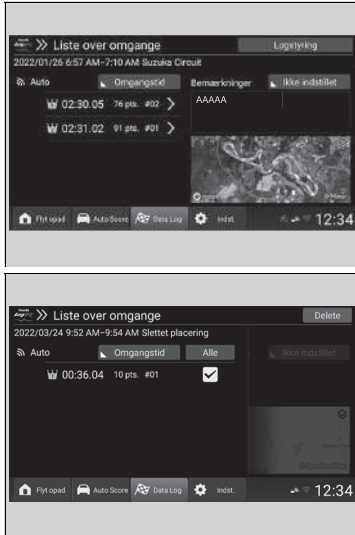 Liste over omgange
Logstyring
2022/01/26 6:57 AM-7:10 AM Suzuka Circuit
Auto
Omgangstid
Bemærkninger
Ikke indstillet
02:30.05 76 pts. #02
AAAAA
02:31.02 91 pts. #01
Flyt opad
Auto Score
Data Log
Indst.
12:34
Liste over omgange
Delete
2022/03/24 9:52 AM-9:54 AM Slettet placering
Auto
Omgangstid
Alle
Ikke indstillet
00:36.04 10 pts. #01
Flyt opad
Auto Score
Data Log
Indst.
12:34